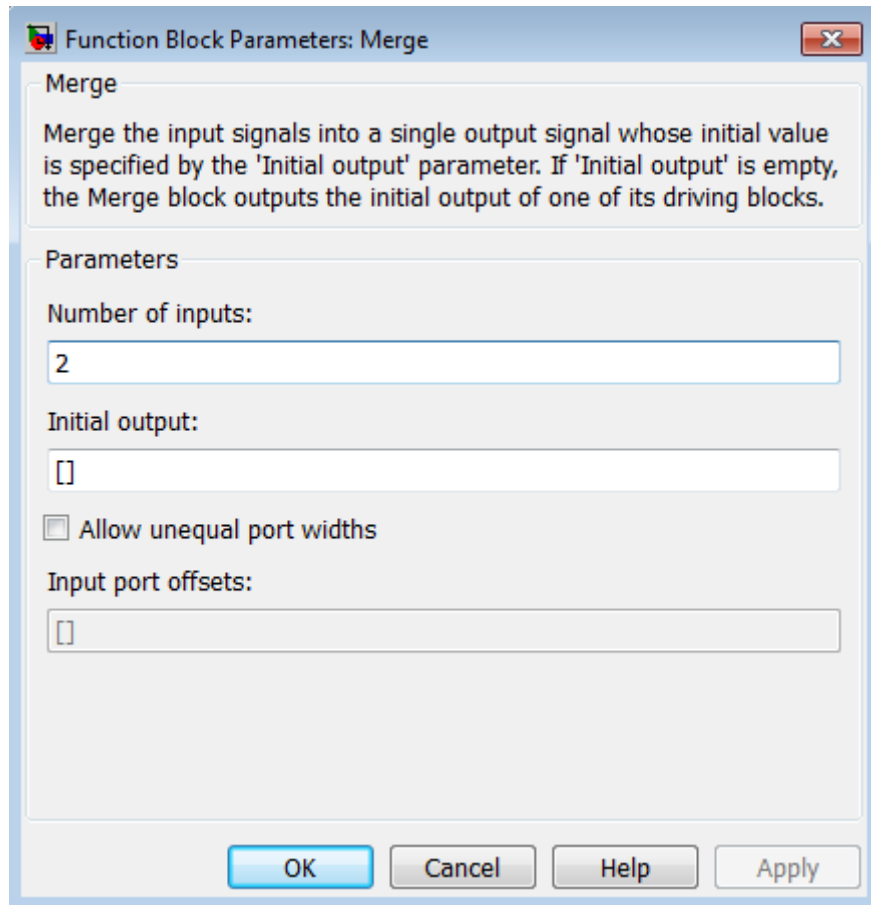 Function Block Parameters: Merge
Merge
Merge the input signals into a single output signal whose initial value
is specified by the 'Initial output' parameter. If 'Initial output' is empty,
the Merge block outputs the initial output of one of its driving blocks.
Parameters
Number of inputs:
2
Initial output:
[]
Allow unequal port widths
Input port offsets:
[]
OK Cancel Help Apply